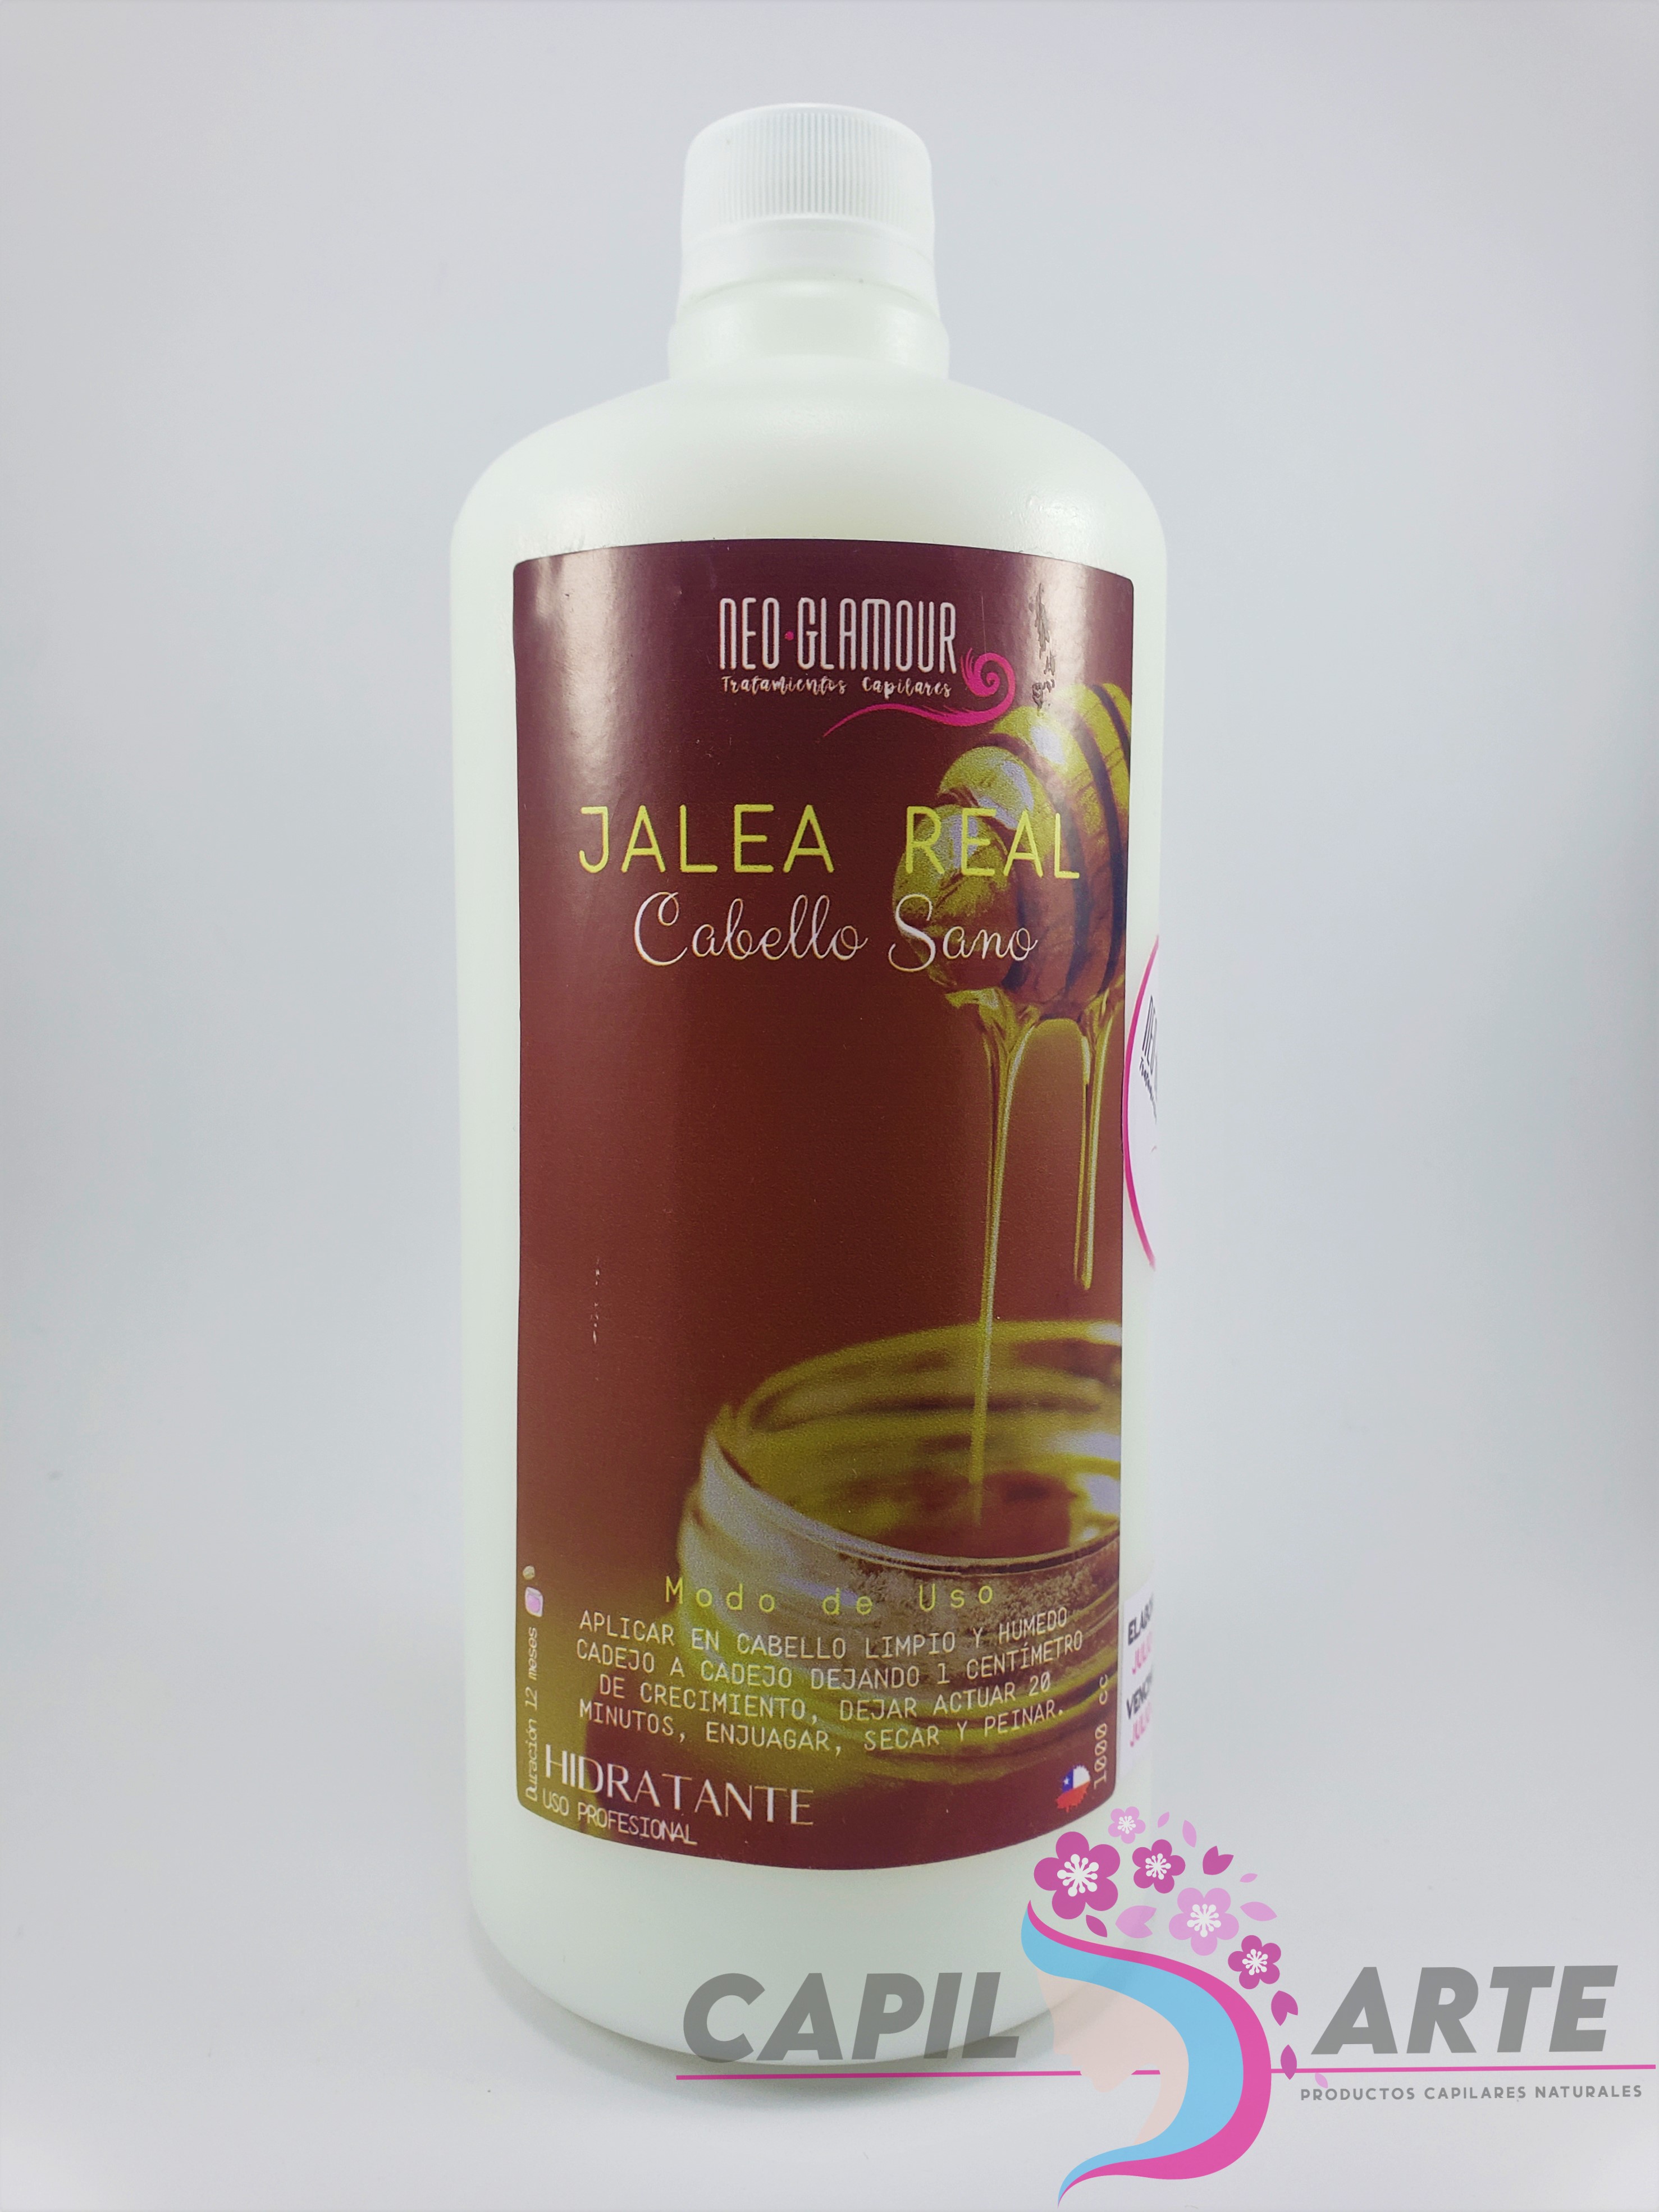 NEO·GLAMOUR
Tratamientos Capilares
JALEA REAL
Cabello Sano
Modo de Uso
APLICAR EN CABELLO LIMPIO Y HUMEDO
CADEJO A CADEJO DEJANDO 1 CENTÍMETRO
DE CRECIMIENTO, DEJAR ACTUAR 20
MINUTOS, ENJUAGAR, SECAR Y PEINAR.
HIDRATANTE
USO PROFESIONAL
Duración 12 meses
1000 cc
CAPIL ARTE
PRODUCTOS CAPILARES NATURALES